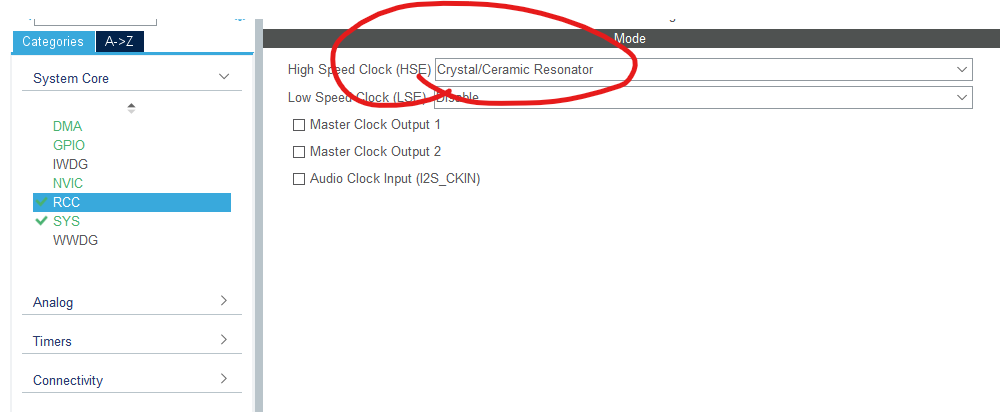 Mode
Categories A->Z
System Core
DMA
GPIO
IWDG
NVIC
RCC
SYS
WWDG
Analog
Timers
Connectivity
High Speed Clock (HSE) Crystal/Ceramic Resonator
Low Speed Clock (LSE) Disable
Master Clock Output 1
Master Clock Output 2
Audio Clock Input (I2S_CKIN)